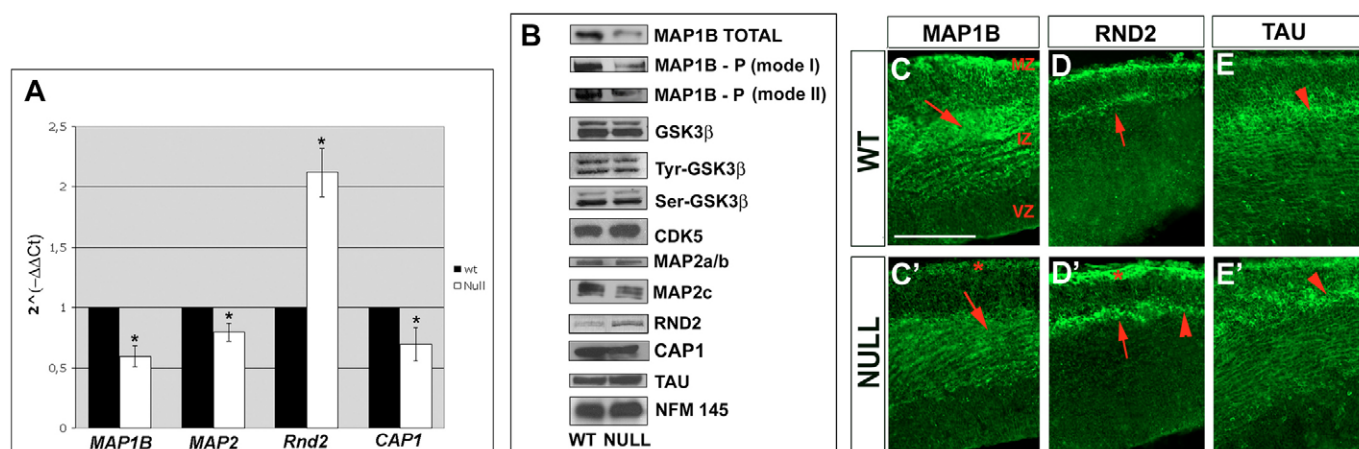 A
2,5
2
1,5
1
0,5
0
2^(-ΔΔCt)
*
*
*
*
wt
Null
MAP1B MAP2 Rnd2 CAP1
B
MAP1B TOTAL
MAP1B - P (mode I)
MAP1B - P (mode II)
GSK3β
Tyr-GSK3β
Ser-GSK3β
CDK5
MAP2a/b
MAP2c
RND2
CAP1
TAU
NFM 145
WT NULL
MAP1B RND2 TAU
WT
C MZ D E
IZ
VZ
NULL
C' * D' * E'